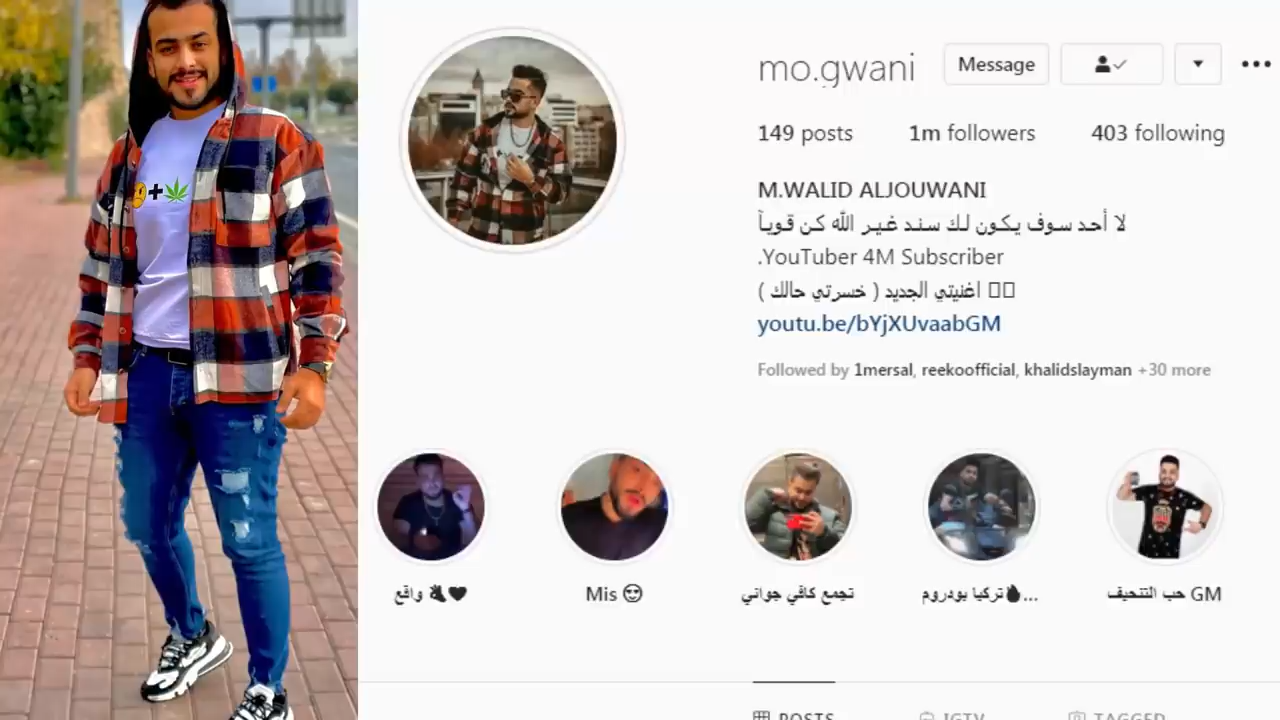 mo.gwani Message
149 posts 1m followers 403 following
M.WALID ALJOUWANI
لا أحد سوف يكون لك سند غير الله كن قوياً
.YouTuber 4M Subscriber
اغنيتي الجديد ( خسرتي حالك )
youtu.be/bYjXUvaabGM
Followed by 1mersal, reekoofficial, khalidslayman +30 more
واقع
Mis 😍
تجمع كافي جواني
تركيا بودروم...
حب التنحيف GM
POSTS IGTV TAGGED